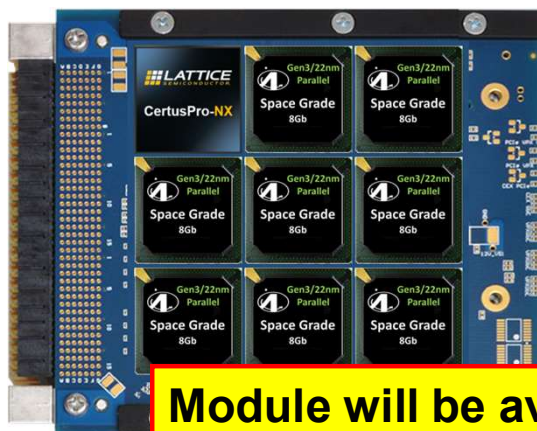 LATTICE
SEMICONDUCTOR
CertusPro-NX
Gen3/22nm
Parallel
Space Grade
8Gb
Gen3/22nm
Parallel
Space Grade
8Gb
Gen3/22nm
Parallel
Space Grade
8Gb
Gen3/22nm
Parallel
Space Grade
8Gb
Gen3/22nm
Parallel
Space Grade
8Gb
Gen3/22nm
Parallel
Space Grade
8Gb
Gen3/22nm
Parallel
Space Grade
8Gb
Gen3/22nm
Parallel
Space Grade
8Gb
Module will be av